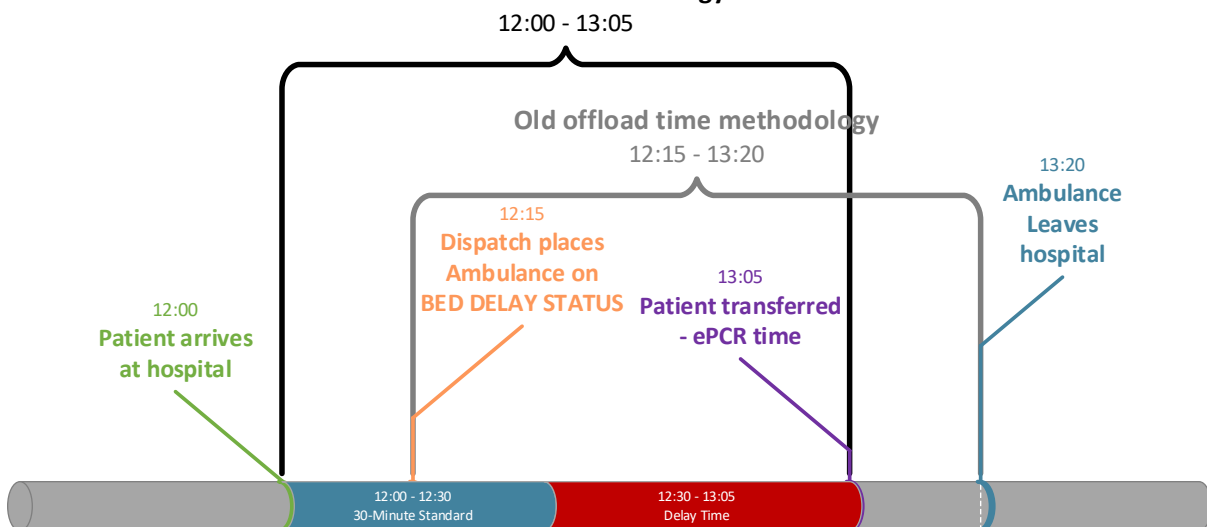 12:00 - 13:05
Old offload time methodology
12:15 - 13:20
13:20
Ambulance
Leaves
hospital
12:15
Dispatch places
Ambulance on
BED DELAY STATUS
13:05
Patient transferred
- ePCR time
12:00
Patient arrives
at hospital
12:00 - 12:30
30-Minute Standard
12:30 - 13:05
Delay Time